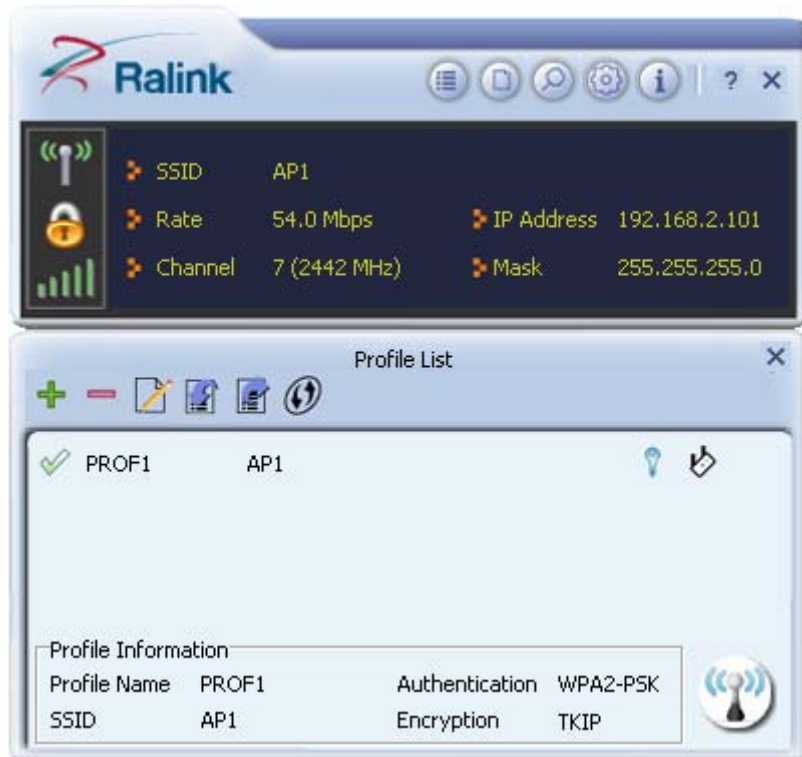 Ralink
? ×
SSID AP1
Rate 54.0 Mbps IP Address 192.168.2.101
Channel 7 (2442 MHz) Mask 255.255.255.0
Profile List
PROF1 AP1
Profile Information
Profile Name PROF1 Authentication WPA2-PSK
SSID AP1 Encryption TKIP